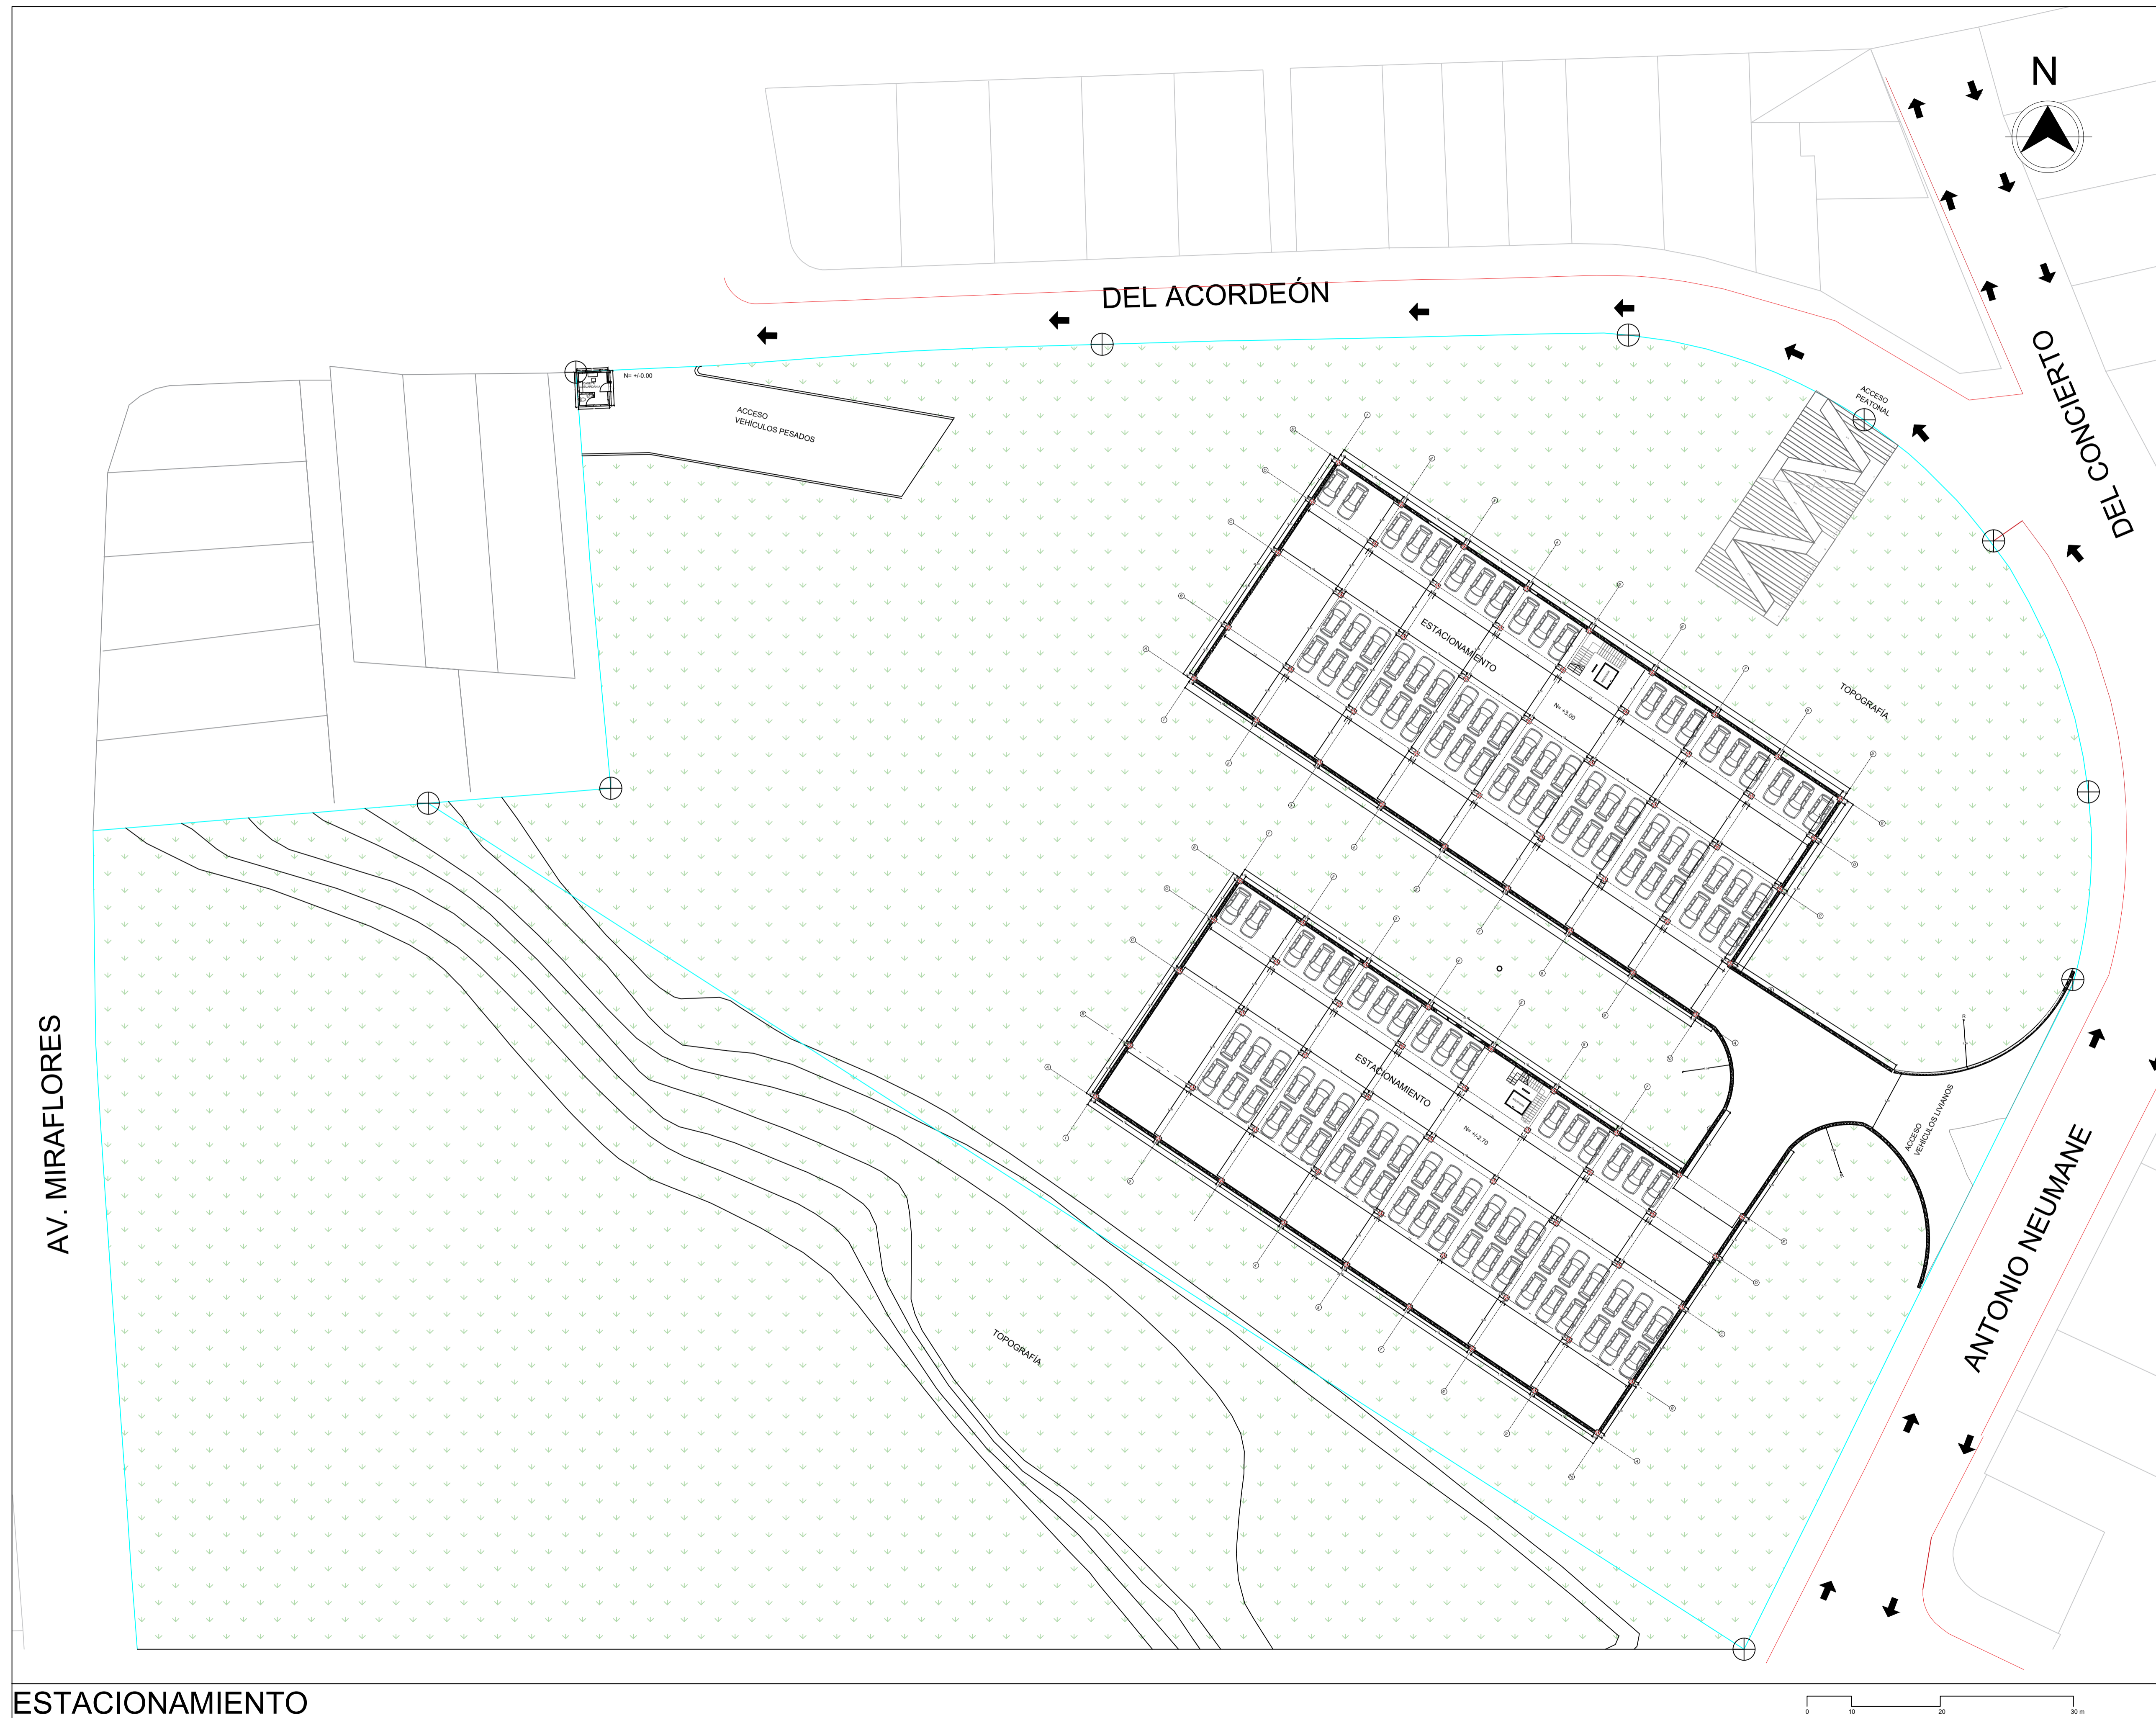 N
DEL ACORDEÓN
DEL CONCIERTO
N= +/-0.00
ACCESO
VEHÍCULOS PESADOS
ACCESO
PEATONAL
ESTACIONAMIENTO
N= +3.00
TOPOGRAFÍA
ESTACIONAMIENTO
N= +/-2.70
ACCESO
VEHÍCULOS LIVIANOS
R
AV. MIRAFLORES
ANTONIO NEUMANE
TOPOGRAFÍA
ESTACIONAMIENTO
0 10 20 30 m